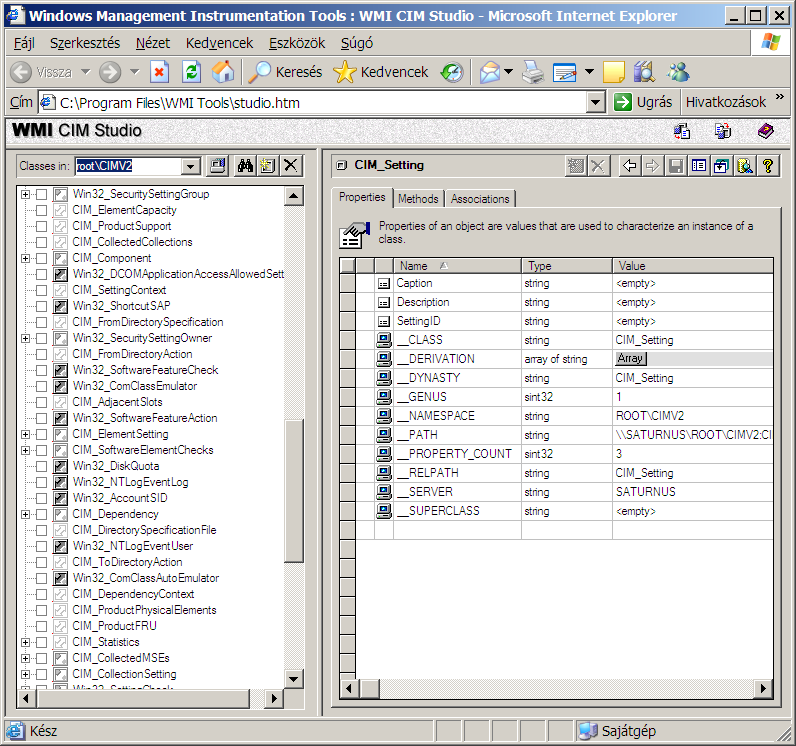 Windows Management Instrumentation Tools : WMI CIM Studio - Microsoft Internet Explorer
Fájl Szerkesztés Nézet Kedvencek Eszközök Súgó
Vissza Keresés Kedvencek
Cím C:\Program Files\WMI Tools\studio.htm Ugrás Hivatkozások »
WMI CIM Studio
Classes in: root\CIMV2
Win32_SecuritySettingGroup
CIM_ElementCapacity
CIM_ProductSupport
CIM_CollectedCollections
CIM_Component
Win32_DCOMApplicationAccessAllowedSett
CIM_SettingContext
Win32_ShortcutSAP
CIM_FromDirectorySpecification
Win32_SecuritySettingOwner
CIM_FromDirectoryAction
Win32_SoftwareFeatureCheck
Win32_ComClassEmulator
CIM_AdjacentSlots
Win32_SoftwareFeatureAction
CIM_ElementSetting
CIM_SoftwareElementChecks
Win32_DiskQuota
Win32_NTLogEventLog
Win32_AccountSID
CIM_Dependency
CIM_DirectorySpecificationFile
Win32_NTLogEventUser
CIM_ToDirectoryAction
Win32_ComClassAutoEmulator
CIM_DependencyContext
CIM_ProductPhysicalElements
CIM_ProductFRU
CIM_Statistics
CIM_CollectedMSEs
CIM_CollectionSetting
Win32_SettingCheck
CIM_Setting
Properties Methods Associations
Properties of an object are values that are used to characterize an instance of a
class.
Name Type Value
Caption string <empty>
Description string <empty>
SettingID string <empty>
__CLASS string CIM_Setting
__DERIVATION array of string Array
__DYNASTY string CIM_Setting
__GENUS sint32 1
__NAMESPACE string ROOT\CIMV2
__PATH string \\SATURNUS\ROOT\CIMV2:CI
__PROPERTY_COUNT sint32 3
__RELPATH string CIM_Setting
__SERVER string SATURNUS
__SUPERCLASS string <empty>
Kész Sajátgép